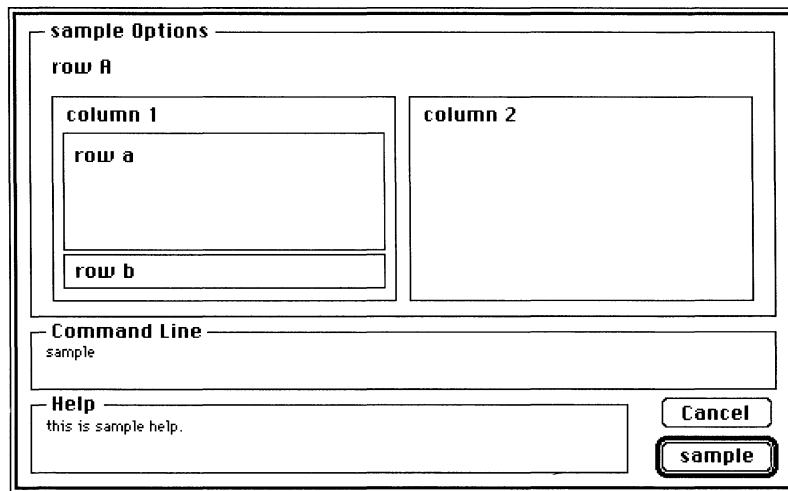 sample Options
row A
column 1
column 2
row a
row b
Command Line
sample
Help
this is sample help.
Cancel
sample